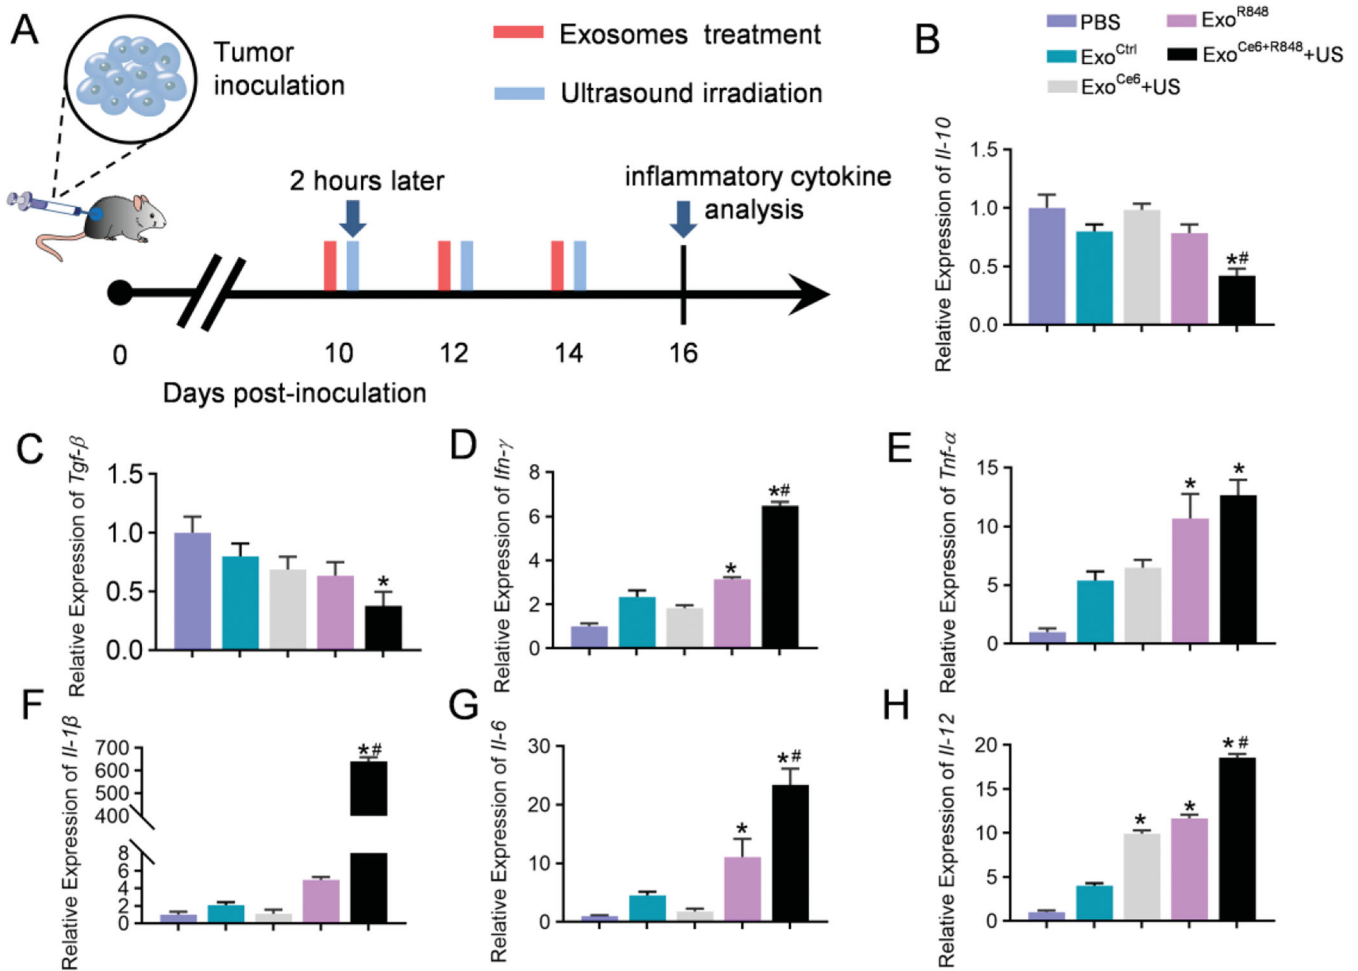 A
Tumor
inoculation
Exosomes treatment
Ultrasound irradiation
2 hours later
inflammatory cytokine
analysis
0
10
12
14
16
Days post-inoculation
B
PBS
Exo^Ctrl
Exo^Ce6+US
Exo^R848
Exo^Ce6+R848+US
Relative Expression of Il-10
1.5
1.0
0.5
0.0
*#
C
Relative Expression of Tgf-β
1.5
1.0
0.5
0.0
*
D
Relative Expression of Ifn-γ
8
6
4
2
0
*
*#
E
Relative Expression of Tnf-α
15
10
5
0
*
*
F
Relative Expression of Il-1β
700
600
500
400
8
6
4
2
0
*#
G
Relative Expression of Il-6
30
20
10
0
*
*#
H
Relative Expression of Il-12
20
15
10
5
0
*
*
*#